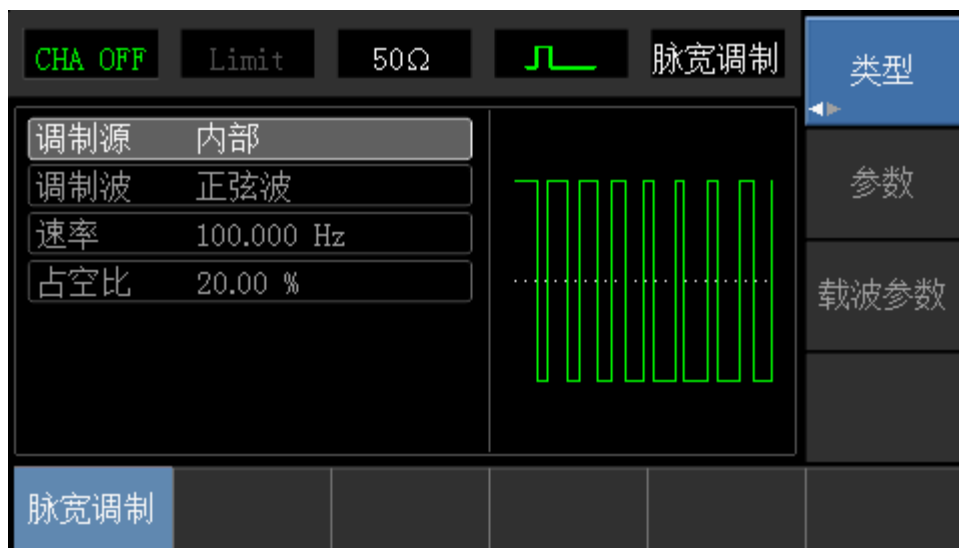 CHA OFF Limit 50Ω 脉宽调制 类型
调制源 内部
调制波 正弦波
速率 100.000 Hz
占空比 20.00 %
参数
载波参数
脉宽调制